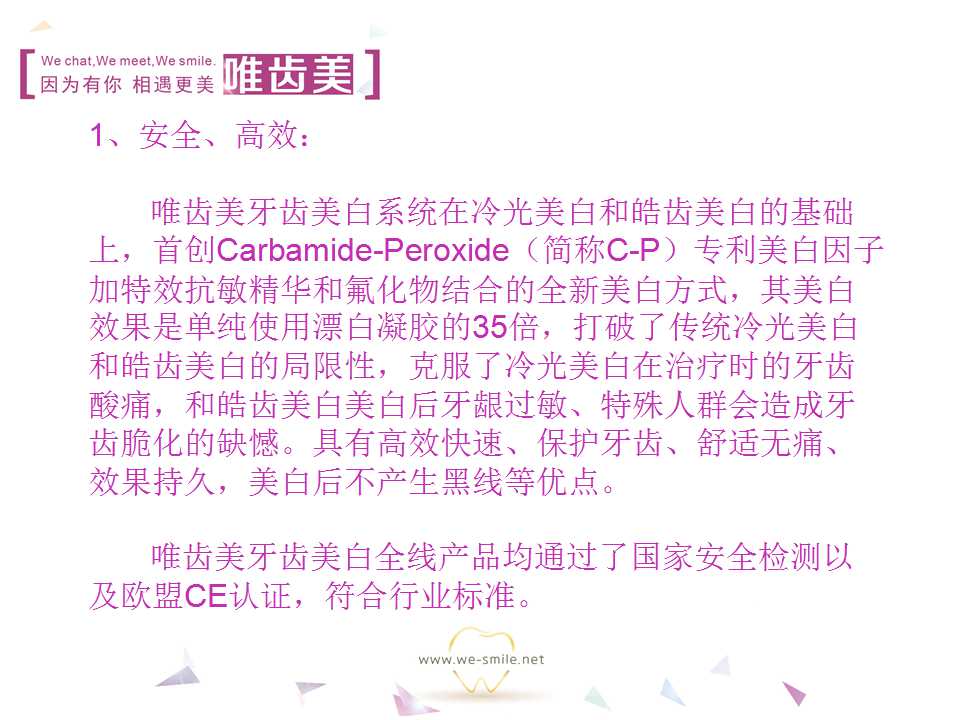 We chat,We meet,We smile.
因为有你 相遇更美
唯齿美
1、安全、高效：
唯齿美牙齿美白系统在冷光美白和皓齿美白的基础
上，首创Carbamide-Peroxide（简称C-P）专利美白因子
加特效抗敏精华和氟化物结合的全新美白方式，其美白
效果是单纯使用漂白凝胶的35倍，打破了传统冷光美白
和皓齿美白的局限性，克服了冷光美白在治疗时的牙齿
酸痛，和皓齿美白美白后牙龈过敏、特殊人群会造成牙
齿脆化的缺憾。具有高效快速、保护牙齿、舒适无痛、
效果持久，美白后不产生黑线等优点。
唯齿美牙齿美白全线产品均通过了国家安全检测以
及欧盟CE认证，符合行业标准。
www.we-smile.net